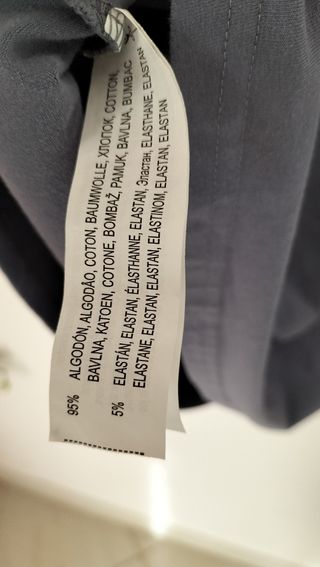 95% ALGODÓN,ALGODÃO, COTON, BAUMWOLLE, ХЛОПОК, COTTON,
BAVLNA, KATOEN, COTONE, BOMBAŽ, PAMUK, BAVLNA, BUMBAC
5% ELASTÁN, ELASTAN, ÉLASTHANNE, ELASTAN, Эластан, ELASTHANE, ELASTAN
ELASTANE, ELASTAN, ELASTAN, ELASTINOM, ELASTAN, ELASTAN